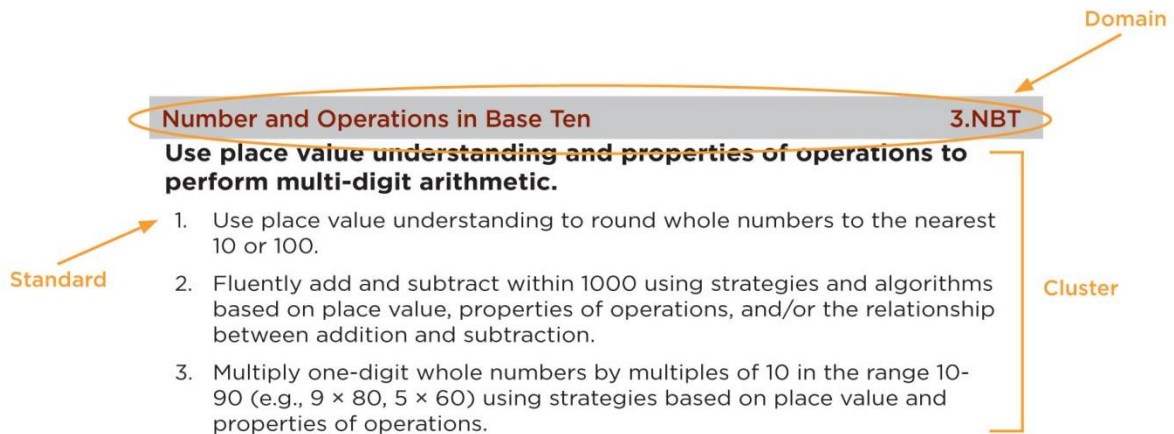 Domain
Number and Operations in Base Ten 3.NBT
Use place value understanding and properties of operations to
perform multi-digit arithmetic.
1. Use place value understanding to round whole numbers to the nearest
10 or 100.
Standard
2. Fluently add and subtract within 1000 using strategies and algorithms
based on place value, properties of operations, and/or the relationship
between addition and subtraction.
Cluster
3. Multiply one-digit whole numbers by multiples of 10 in the range 10-
90 (e.g., 9 × 80, 5 × 60) using strategies based on place value and
properties of operations.